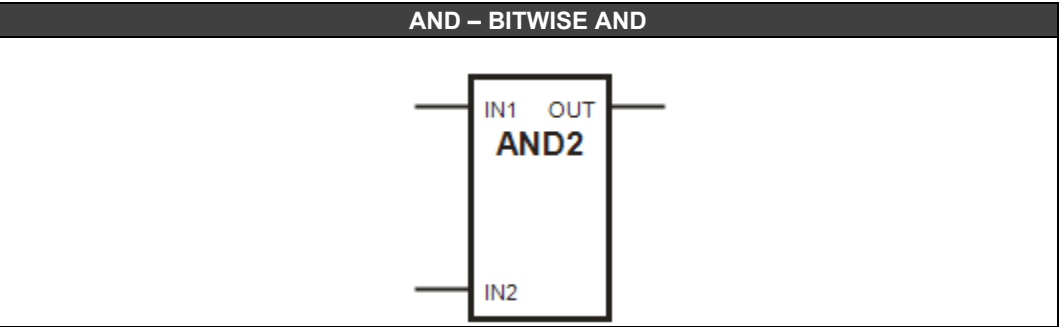 AND – BITWISE AND
IN1 OUT
AND2
IN2